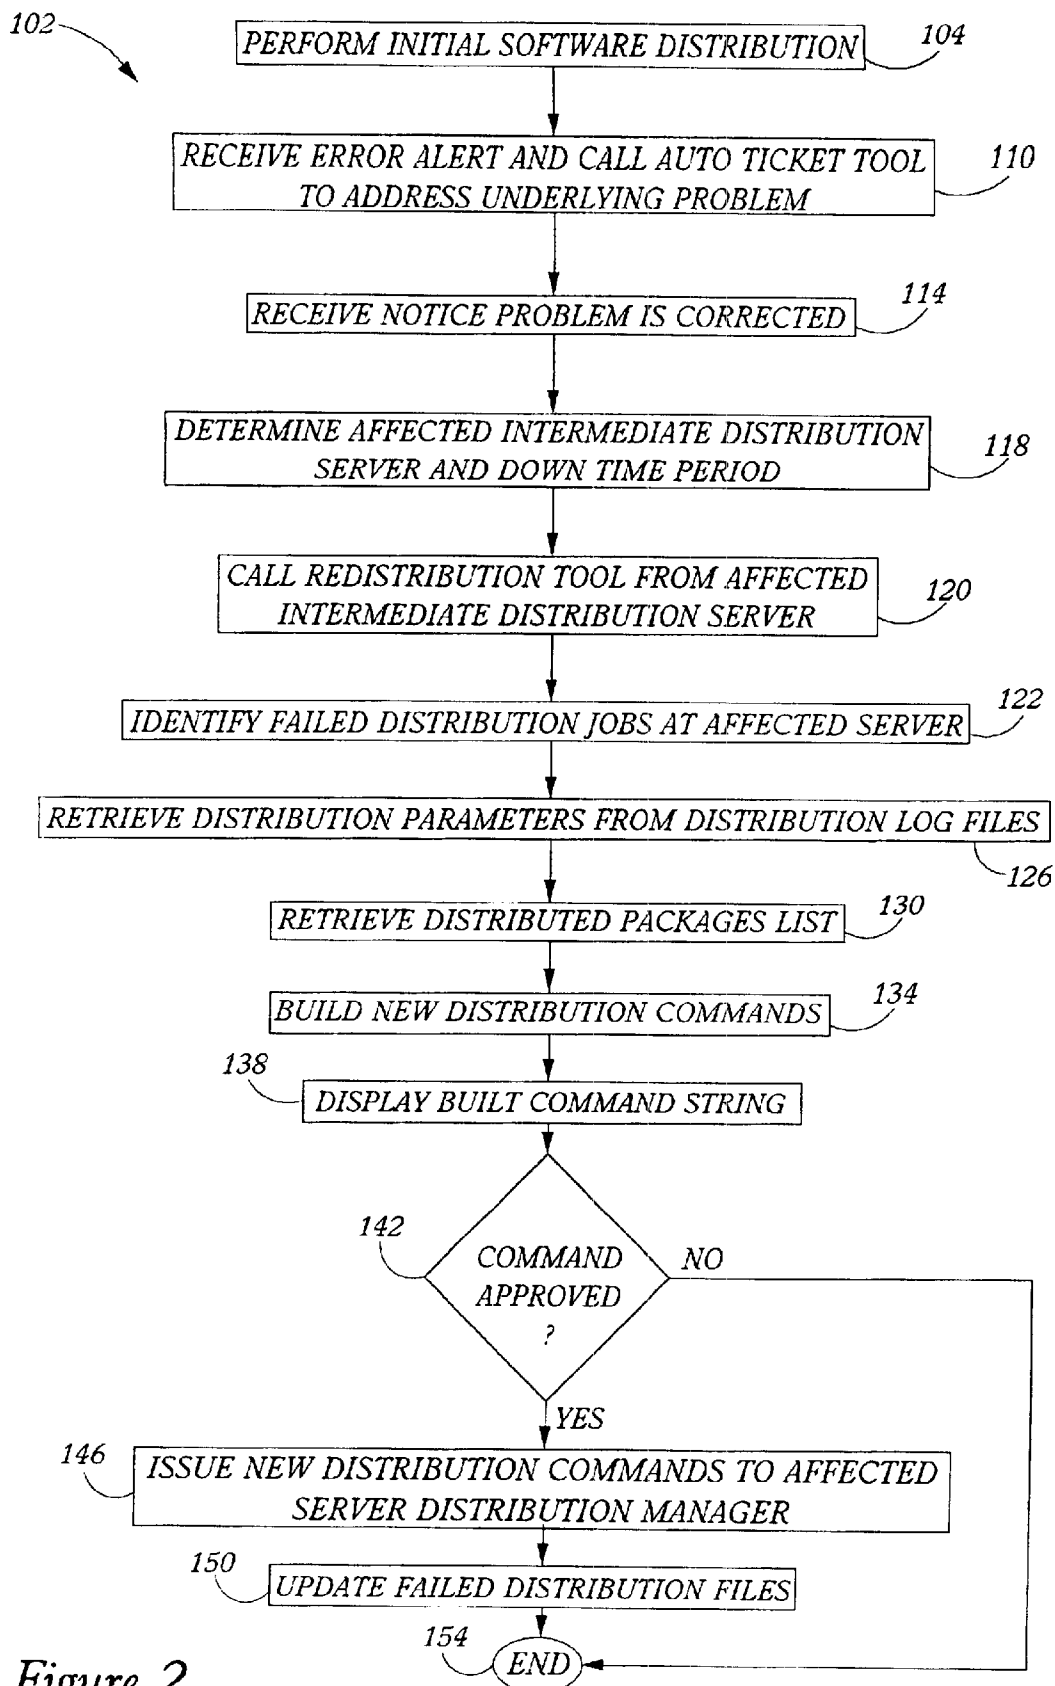 102
PERFORM INITIAL SOFTWARE DISTRIBUTION
104
RECEIVE ERROR ALERT AND CALL AUTO TICKET TOOL
TO ADDRESS UNDERLYING PROBLEM
110
RECEIVE NOTICE PROBLEM IS CORRECTED
114
DETERMINE AFFECTED INTERMEDIATE DISTRIBUTION
SERVER AND DOWN TIME PERIOD
118
CALL REDISTRIBUTION TOOL FROM AFFECTED
INTERMEDIATE DISTRIBUTION SERVER
120
IDENTIFY FAILED DISTRIBUTION JOBS AT AFFECTED SERVER
122
RETRIEVE DISTRIBUTION PARAMETERS FROM DISTRIBUTION LOG FILES
126
RETRIEVE DISTRIBUTED PACKAGES LIST
130
BUILD NEW DISTRIBUTION COMMANDS
134
138
DISPLAY BUILT COMMAND STRING
142
COMMAND
APPROVED
?
NO
YES
146
ISSUE NEW DISTRIBUTION COMMANDS TO AFFECTED
SERVER DISTRIBUTION MANAGER
150
UPDATE FAILED DISTRIBUTION FILES
154
END
Figure 2